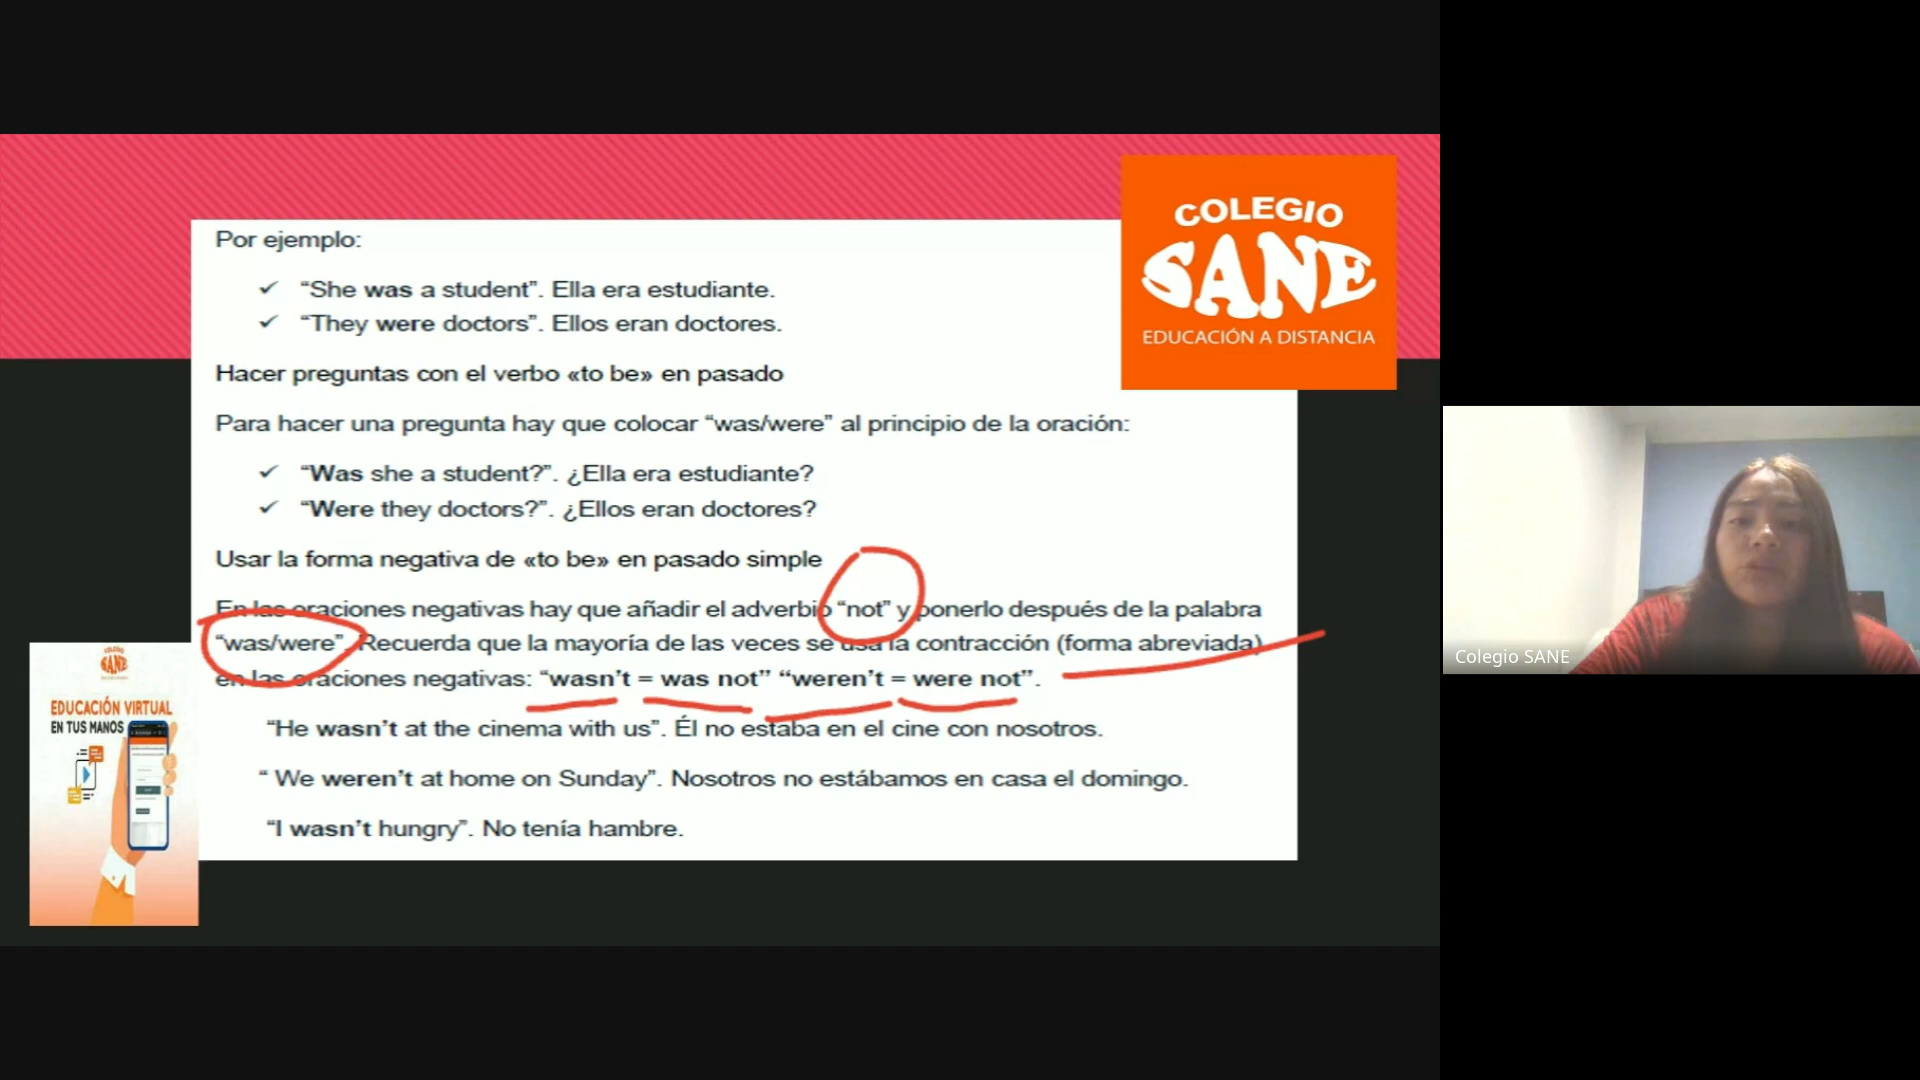 Por ejemplo:
✓ “She was a student”. Ella era estudiante.
✓ “They were doctors”. Ellos eran doctores.
Hacer preguntas con el verbo «to be» en pasado
Para hacer una pregunta hay que colocar “was/were” al principio de la oración:
✓ “Was she a student?”. ¿Ella era estudiante?
✓ “Were they doctors?”. ¿Ellos eran doctores?
Usar la forma negativa de «to be» en pasado simple
En las oraciones negativas hay que añadir el adverbio “not” y ponerlo después de la palabra
“was/were”. Recuerda que la mayoría de las veces se usa la contracción (forma abreviada)
en las oraciones negativas: “wasn’t = was not” “weren’t = were not”.
“He wasn’t at the cinema with us”. Él no estaba en el cine con nosotros.
“ We weren’t at home on Sunday”. Nosotros no estábamos en casa el domingo.
“I wasn’t hungry”. No tenía hambre.
COLEGIO
SANE
EDUCACIÓN A DISTANCIA
COLEGIO
SANE
EDUCACIÓN VIRTUAL
EN TUS MANOS
Colegio SANE